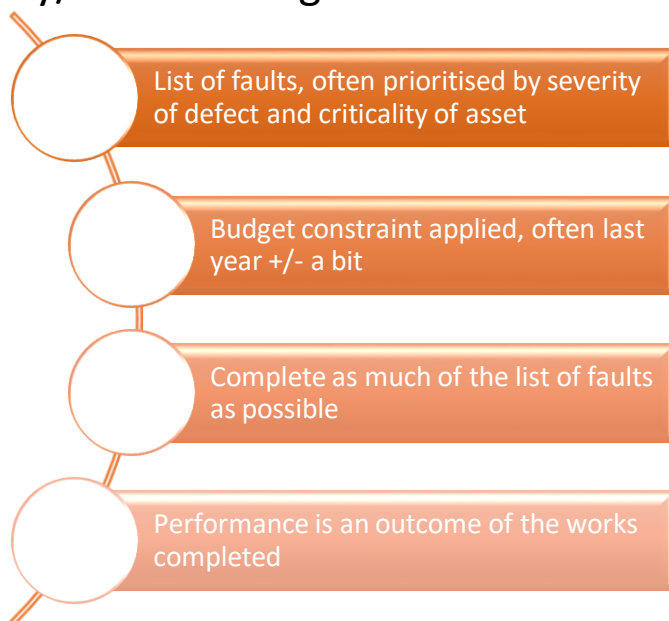 List of faults, often prioritised by severity
of defect and criticality of asset
Budget constraint applied, often last
year +/- a bit
Complete as much of the list of faults
as possible
Performance is an outcome of the works
completed